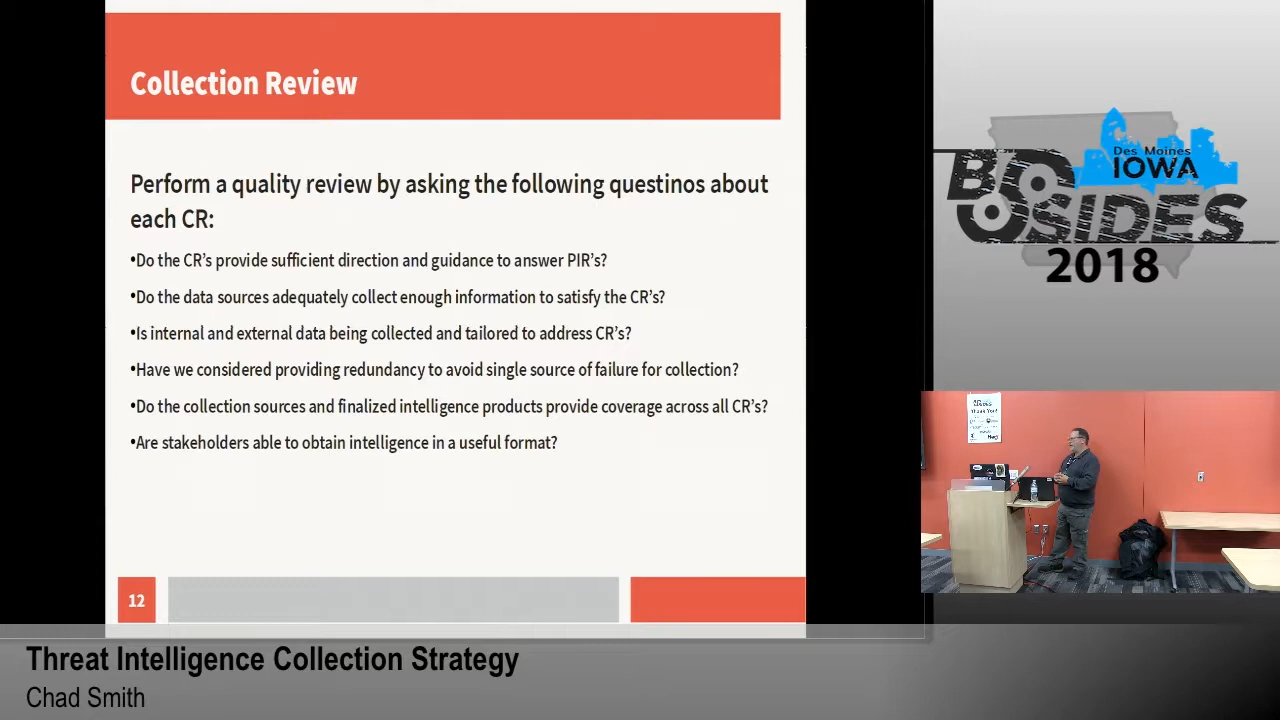 Collection Review
Perform a quality review by asking the following questinos about
each CR:
•Do the CR’s provide sufficient direction and guidance to answer PIR’s?
•Do the data sources adequately collect enough information to satisfy the CR’s?
•Is internal and external data being collected and tailored to address CR’s?
•Have we considered providing redundancy to avoid single source of failure for collection?
•Do the collection sources and finalized intelligence products provide coverage across all CR’s?
•Are stakeholders able to obtain intelligence in a useful format?
12
Des Moines
IOWA
BSIDES
2018
BSIDES
Thank You!
Threat Intelligence Collection Strategy
Chad Smith